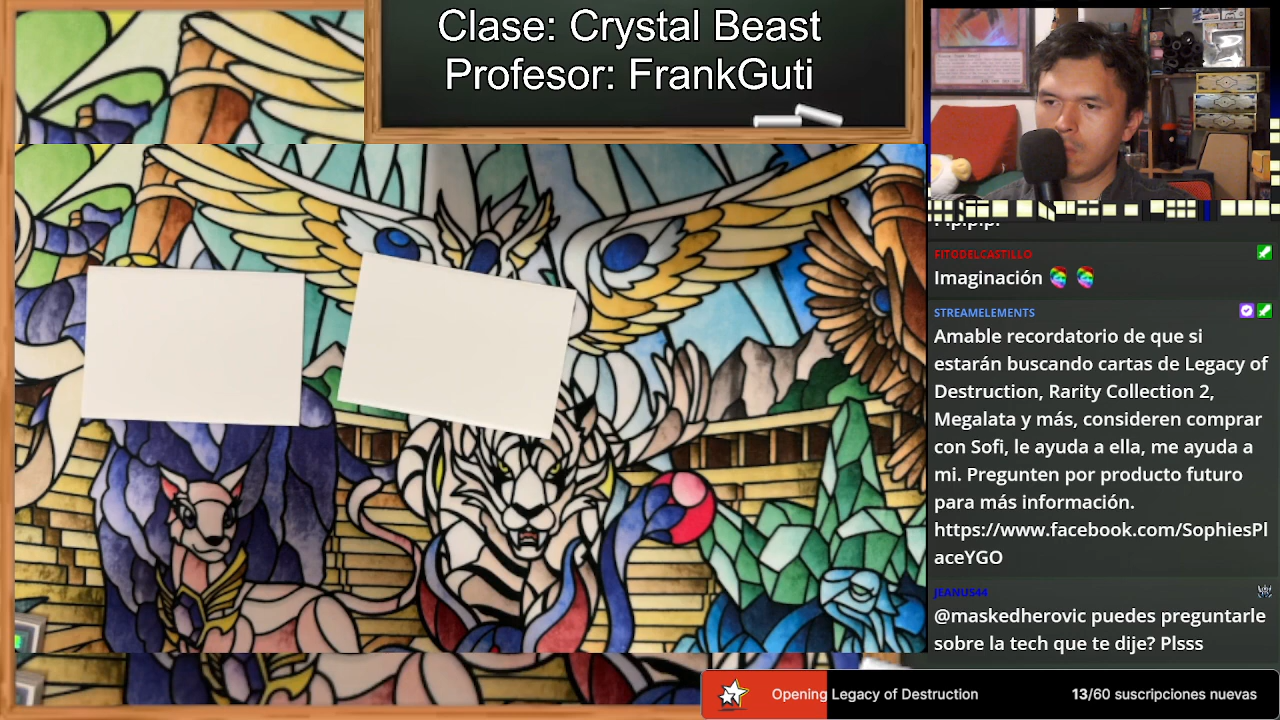 Clase: Crystal Beast
Profesor: FrankGuti
FITODELCASTILLO
Imaginación
STREAMELEMENTS
Amable recordatorio de que si
estarán buscando cartas de Legacy of
Destruction, Rarity Collection 2,
Megalata y más, consideren comprar
con Sofi, le ayuda a ella, me ayuda a
mi. Pregunten por producto futuro
para más información.
https://www.facebook.com/SophiesPl
aceYGO
JEANUS44
@maskedherovic puedes preguntarle
sobre la tech que te dije? Plsss
Opening Legacy of Destruction
13/60 suscripciones nuevas